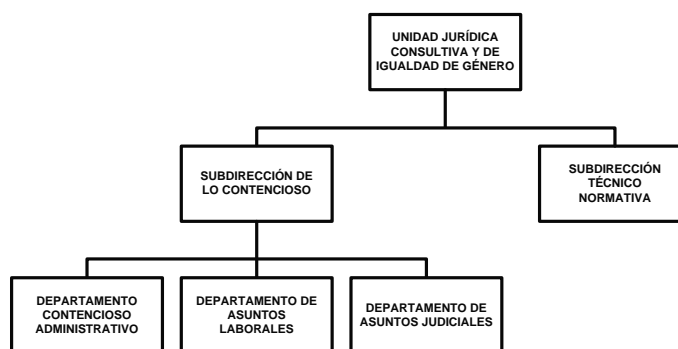 UNIDAD JURÍDICA
CONSULTIVA Y DE
IGUALDAD DE GÉNERO
SUBDIRECCIÓN DE
LO CONTENCIOSO
SUBDIRECCIÓN
TÉCNICO
NORMATIVA
DEPARTAMENTO
CONTENCIOSO
ADMINISTRATIVO
DEPARTAMENTO DE
ASUNTOS
LABORALES
DEPARTAMENTO DE
ASUNTOS JUDICIALES